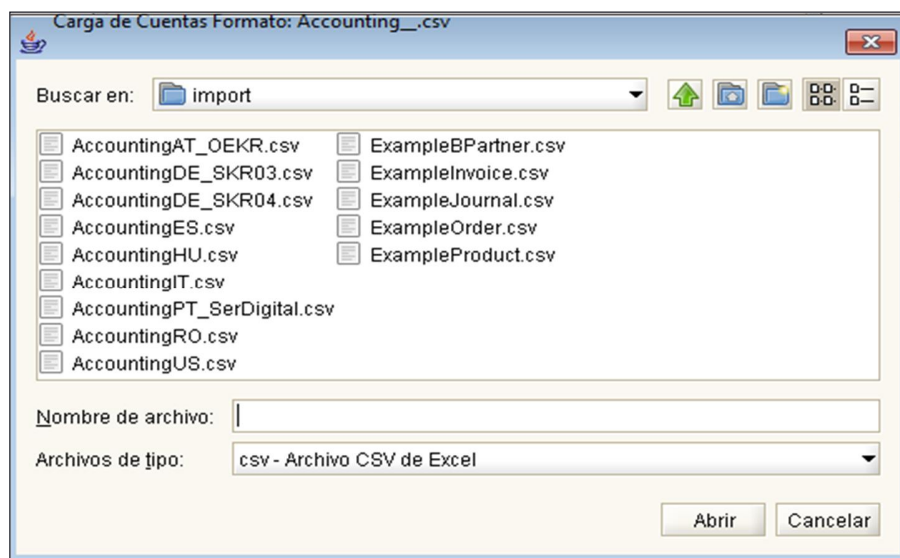 Carga de Cuentas Formato: Accounting__.csv
Buscar en: import
AccountingAT_OEKR.csv
AccountingDE_SKR03.csv
AccountingDE_SKR04.csv
AccountingES.csv
AccountingHU.csv
AccountingIT.csv
AccountingPT_SerDigital.csv
AccountingRO.csv
AccountingUS.csv
ExampleBPartner.csv
ExampleInvoice.csv
ExampleJournal.csv
ExampleOrder.csv
ExampleProduct.csv
Nombre de archivo:
Archivos de tipo: csv - Archivo CSV de Excel
Abrir Cancelar